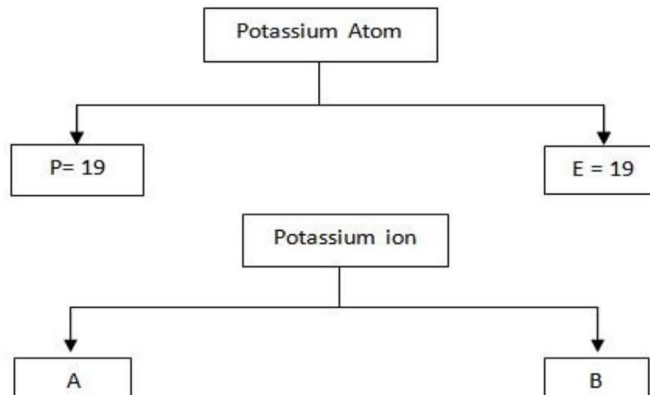 Potassium Atom
P= 19
E = 19
Potassium ion
A
B